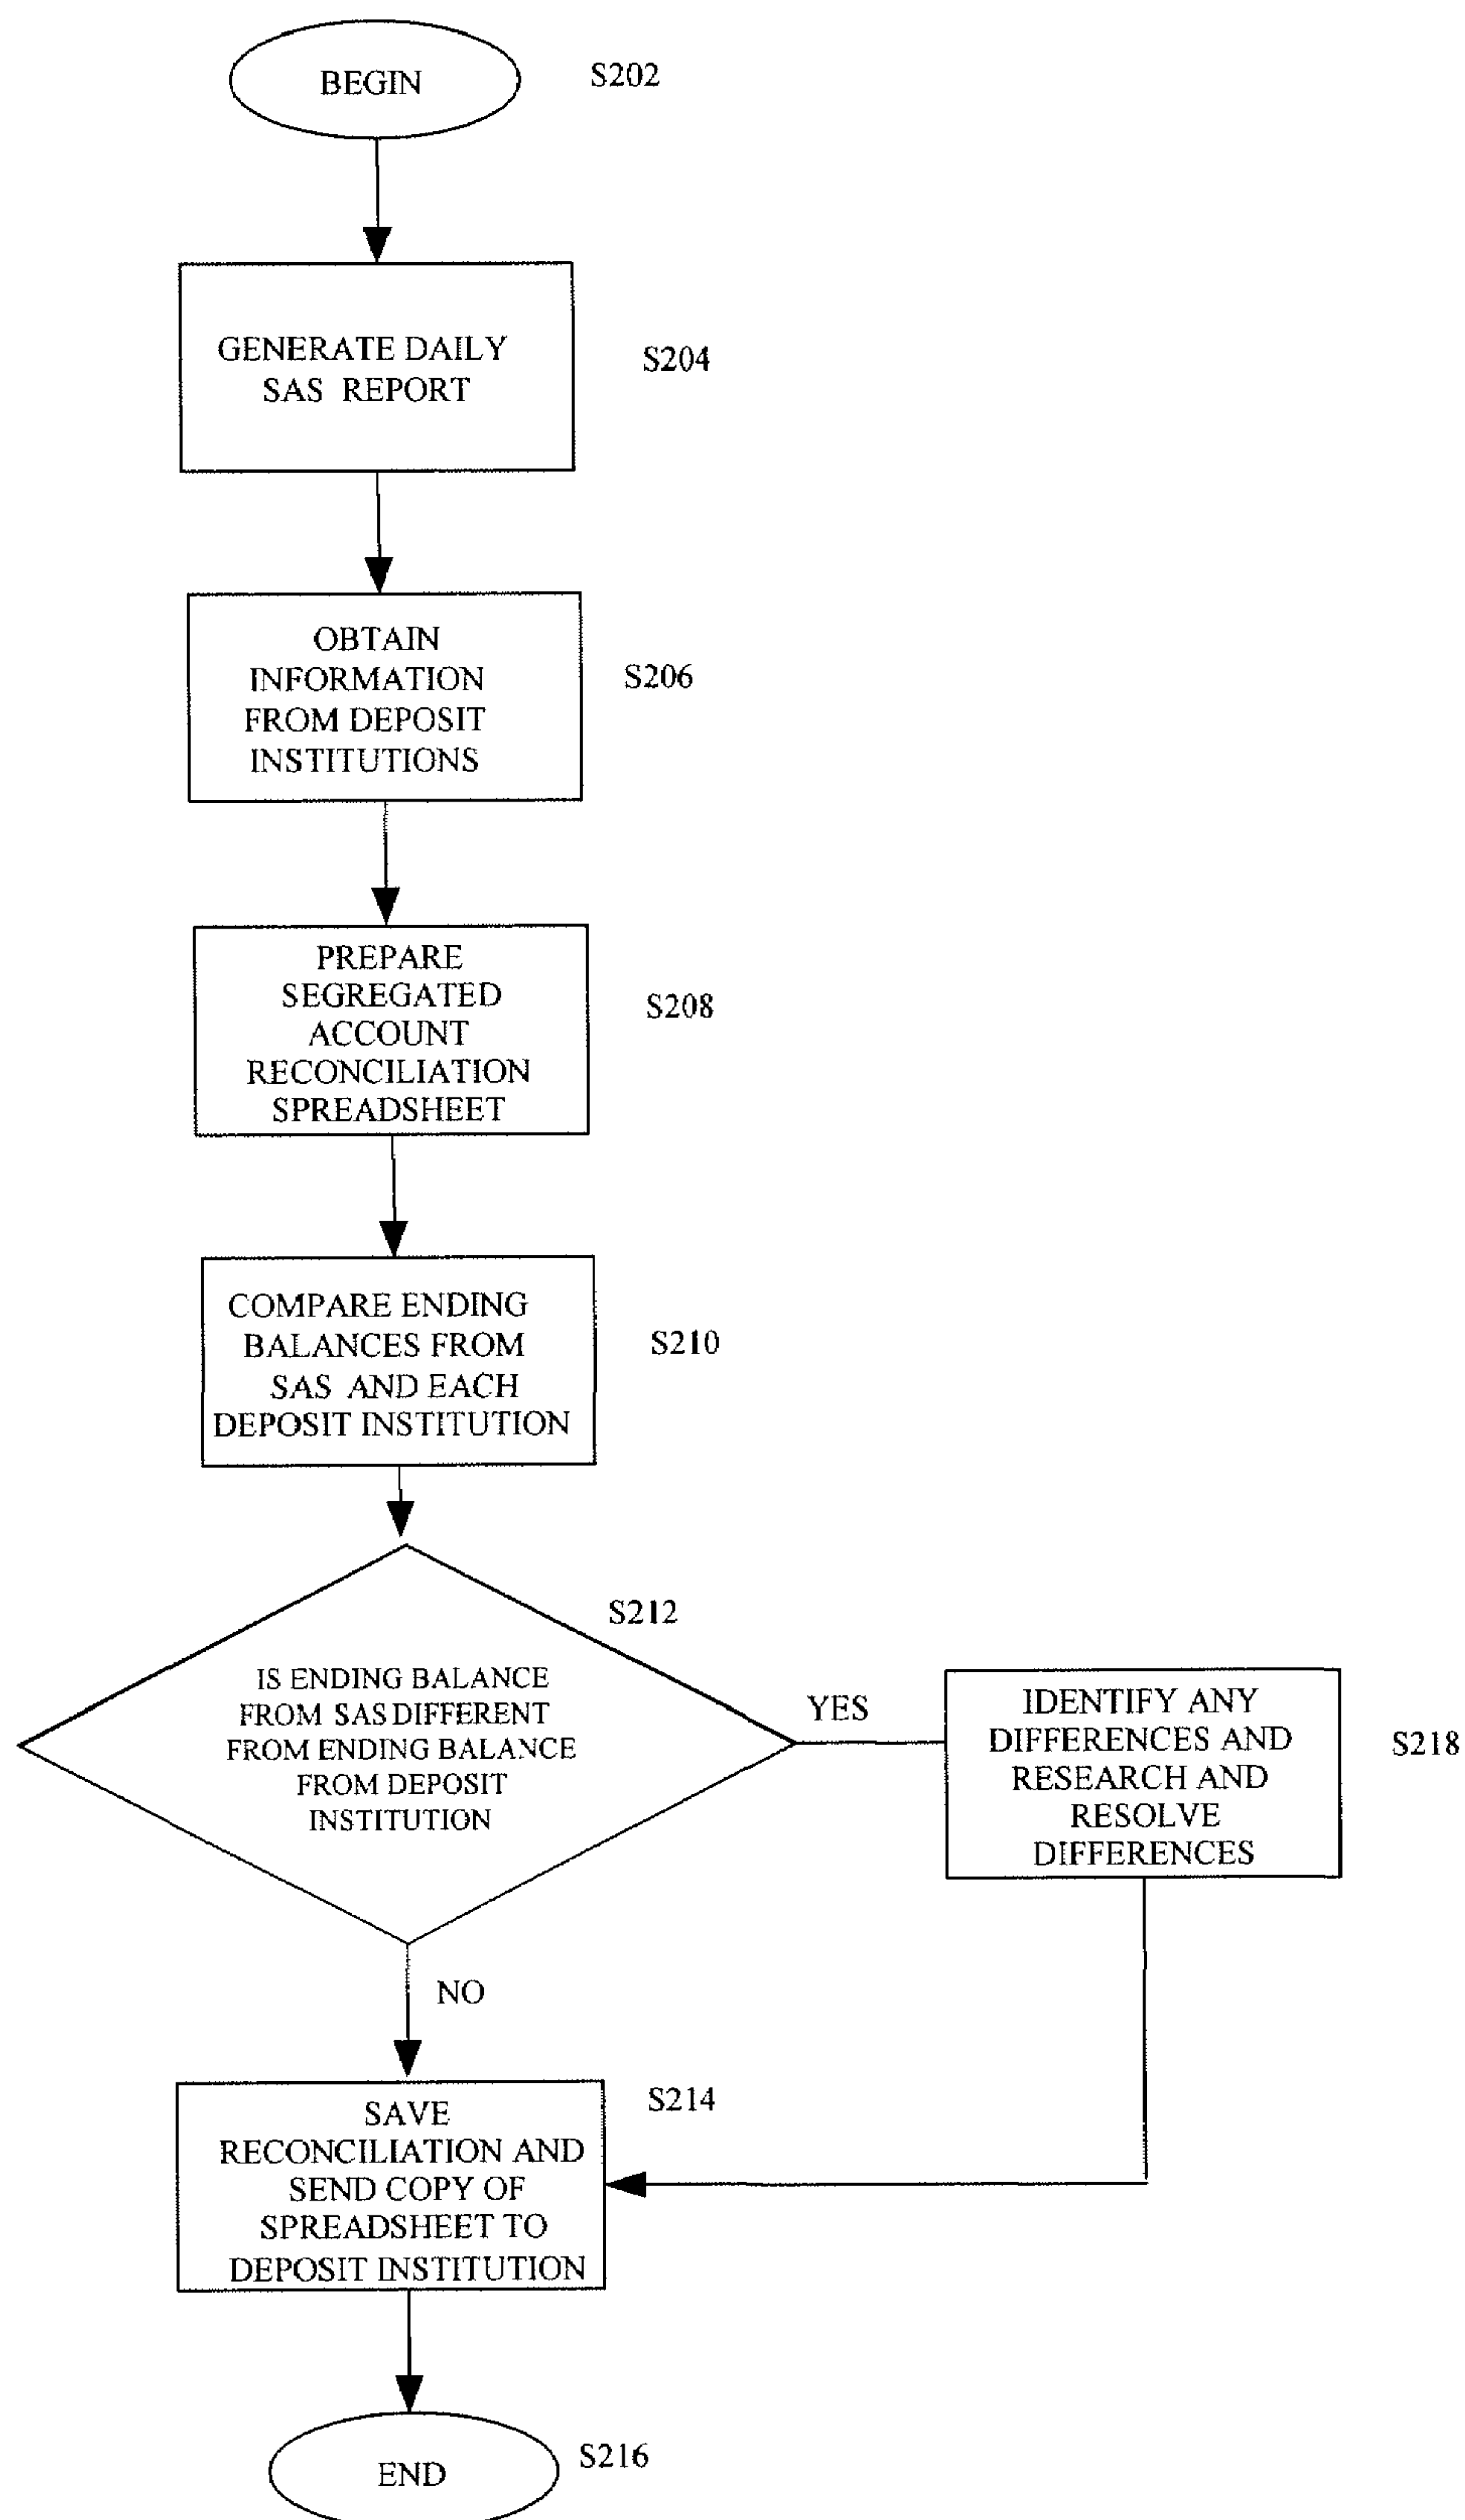 BEGIN
S202
GENERATE DAILY
SAS REPORT
S204
OBTAIN
INFORMATION
FROM DEPOSIT
INSTITUTIONS
S206
PREPARE
SEGREGATED
ACCOUNT
RECONCILIATION
SPREADSHEET
S208
COMPARE ENDING
BALANCES FROM
SAS AND EACH
DEPOSIT INSTITUTION
S210
S212
IS ENDING BALANCE
FROM SAS DIFFERENT
FROM ENDING BALANCE
FROM DEPOSIT
INSTITUTION
YES
IDENTIFY ANY
DIFFERENCES AND
RESEARCH AND
RESOLVE
DIFFERENCES
S218
NO
S214
SAVE
RECONCILIATION AND
SEND COPY OF
SPREADSHEET TO
DEPOSIT INSTITUTION
END
S216